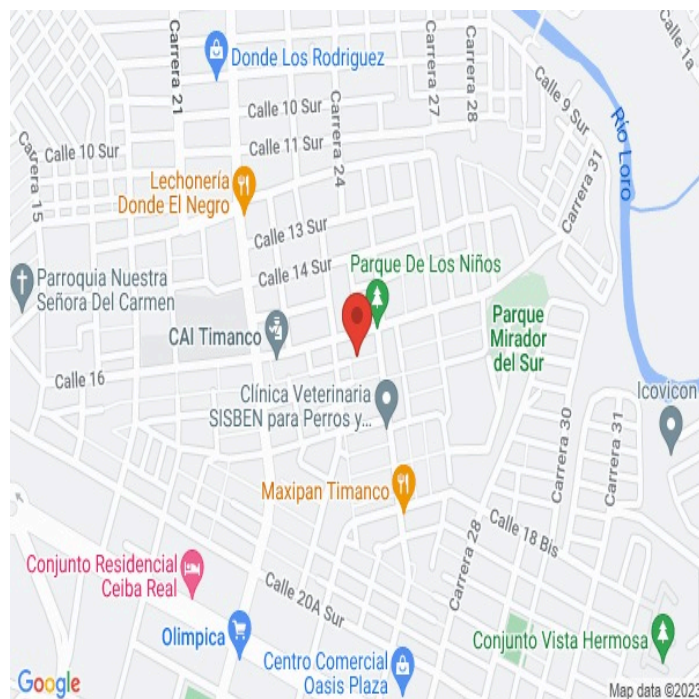 Carrera 21
Donde Los Rodriguez
Carrera 27
Carrera 28
Calle 1a
Calle 10 Sur
Carrera 24
Calle 9 Sur
Río Loro
Calle 10 Sur
Calle 11 Sur
Carrera 31
Carrera 15
Lechonería
Donde El Negro
Calle 13 Sur
Calle 14 Sur
Parque De Los Niños
Parroquia Nuestra
Señora Del Carmen
CAI Timanco
Parque
Mirador
del Sur
Calle 16
Clínica Veterinaria
SISBEN para Perros y...
Icovicon
Carrera 30
Carrera 31
Maxipan Timanco
Calle 18 Bis
Carrera 28
Conjunto Residencial
Ceiba Real
Calle 20A Sur
Olimpica
Conjunto Vista Hermosa
Centro Comercial
Oasis Plaza
Google
Map data ©2023